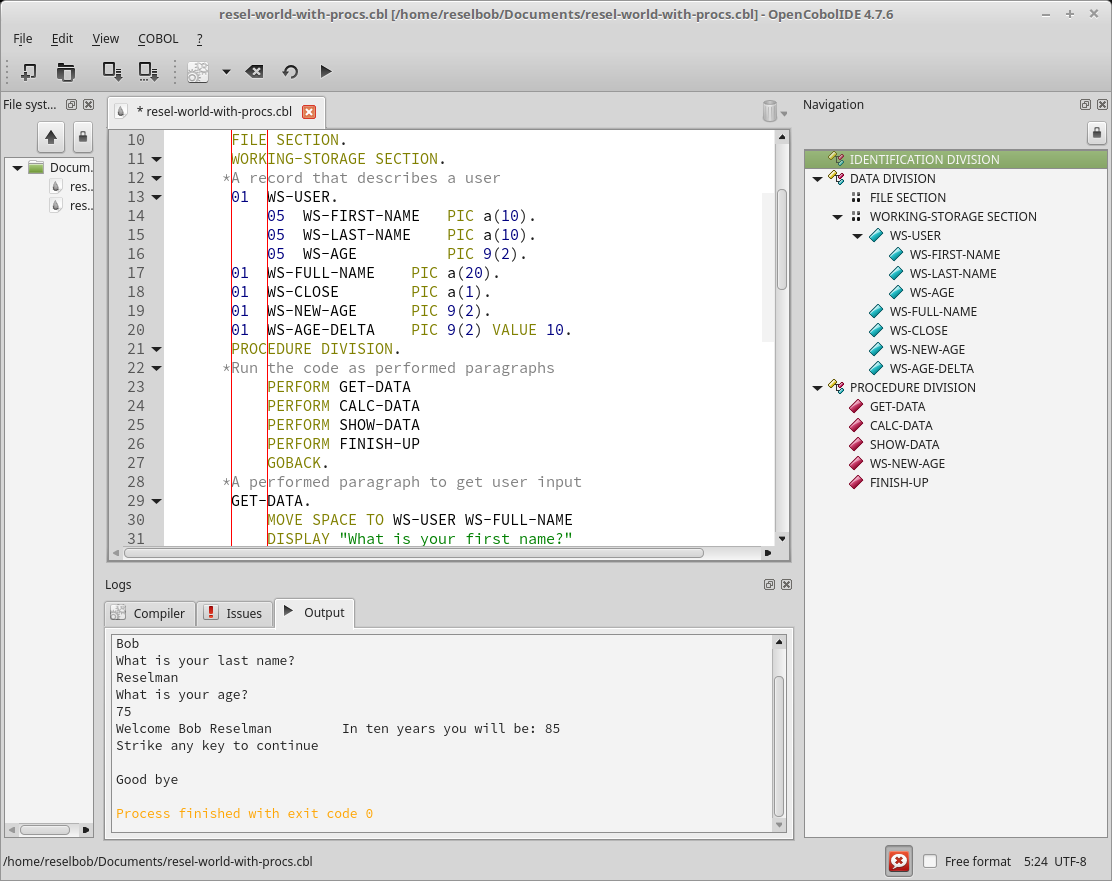 resel-world-with-procs.cbl [/home/reselbob/Documents/resel-world-with-procs.cbl] - OpenCobolIDE 4.7.6
File Edit View COBOL ?
File syst...
Docum.
res..
res..
* resel-world-with-procs.cbl
10 FILE SECTION.
11 WORKING-STORAGE SECTION.
12 *A record that describes a user
13 01 WS-USER.
14 05 WS-FIRST-NAME PIC a(10).
15 05 WS-LAST-NAME PIC a(10).
16 05 WS-AGE PIC 9(2).
17 01 WS-FULL-NAME PIC a(20).
18 01 WS-CLOSE PIC a(1).
19 01 WS-NEW-AGE PIC 9(2).
20 01 WS-AGE-DELTA PIC 9(2) VALUE 10.
21 PROCEDURE DIVISION.
22 *Run the code as performed paragraphs
23 PERFORM GET-DATA
24 PERFORM CALC-DATA
25 PERFORM SHOW-DATA
26 PERFORM FINISH-UP
27 GOBACK.
28 *A performed paragraph to get user input
29 GET-DATA.
30 MOVE SPACE TO WS-USER WS-FULL-NAME
31 DISPLAY "What is your first name?"
Logs
Compiler Issues Output
Bob
What is your last name?
Reselman
What is your age?
75
Welcome Bob Reselman In ten years you will be: 85
Strike any key to continue
Good bye
Process finished with exit code 0
Navigation
IDENTIFICATION DIVISION
DATA DIVISION
FILE SECTION
WORKING-STORAGE SECTION
WS-USER
WS-FIRST-NAME
WS-LAST-NAME
WS-AGE
WS-FULL-NAME
WS-CLOSE
WS-NEW-AGE
WS-AGE-DELTA
PROCEDURE DIVISION
GET-DATA
CALC-DATA
SHOW-DATA
WS-NEW-AGE
FINISH-UP
/home/reselbob/Documents/resel-world-with-procs.cbl
Free format 5:24 UTF-8